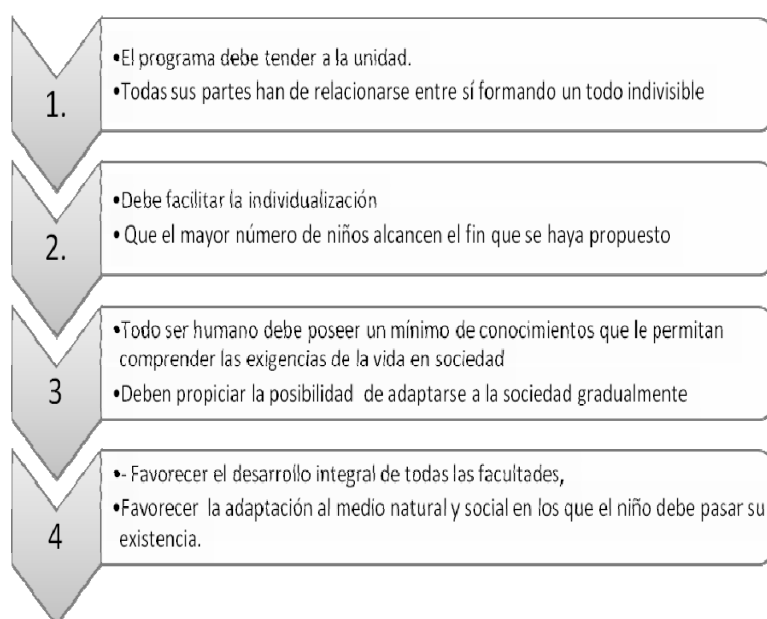 1.
•El programa debe tender a la unidad.
•Todas sus partes han de relacionarse entre sí formando un todo indivisible
2.
•Debe facilitar la individualización
• Que el mayor número de niños alcancen el fin que se haya propuesto
3
•Todo ser humano debe poseer un mínimo de conocimientos que le permitan
comprender las exigencias de la vida en sociedad
•Deben propiciar la posibilidad de adaptarse a la sociedad gradualmente
4
•- Favorecer el desarrollo integral de todas las facultades,
•Favorecer la adaptación al medio natural y social en los que el niño debe pasar su
existencia.